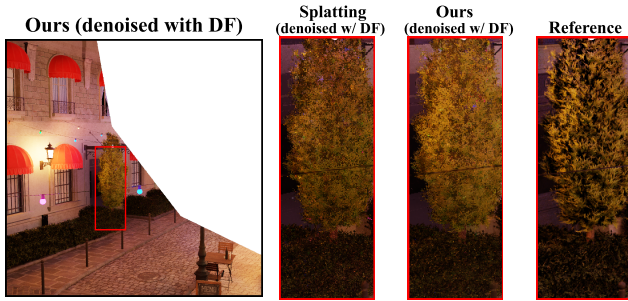 Ours (denoised with DF)
Splatting
(denoised w/ DF)
Ours
(denoised w/ DF)
Reference